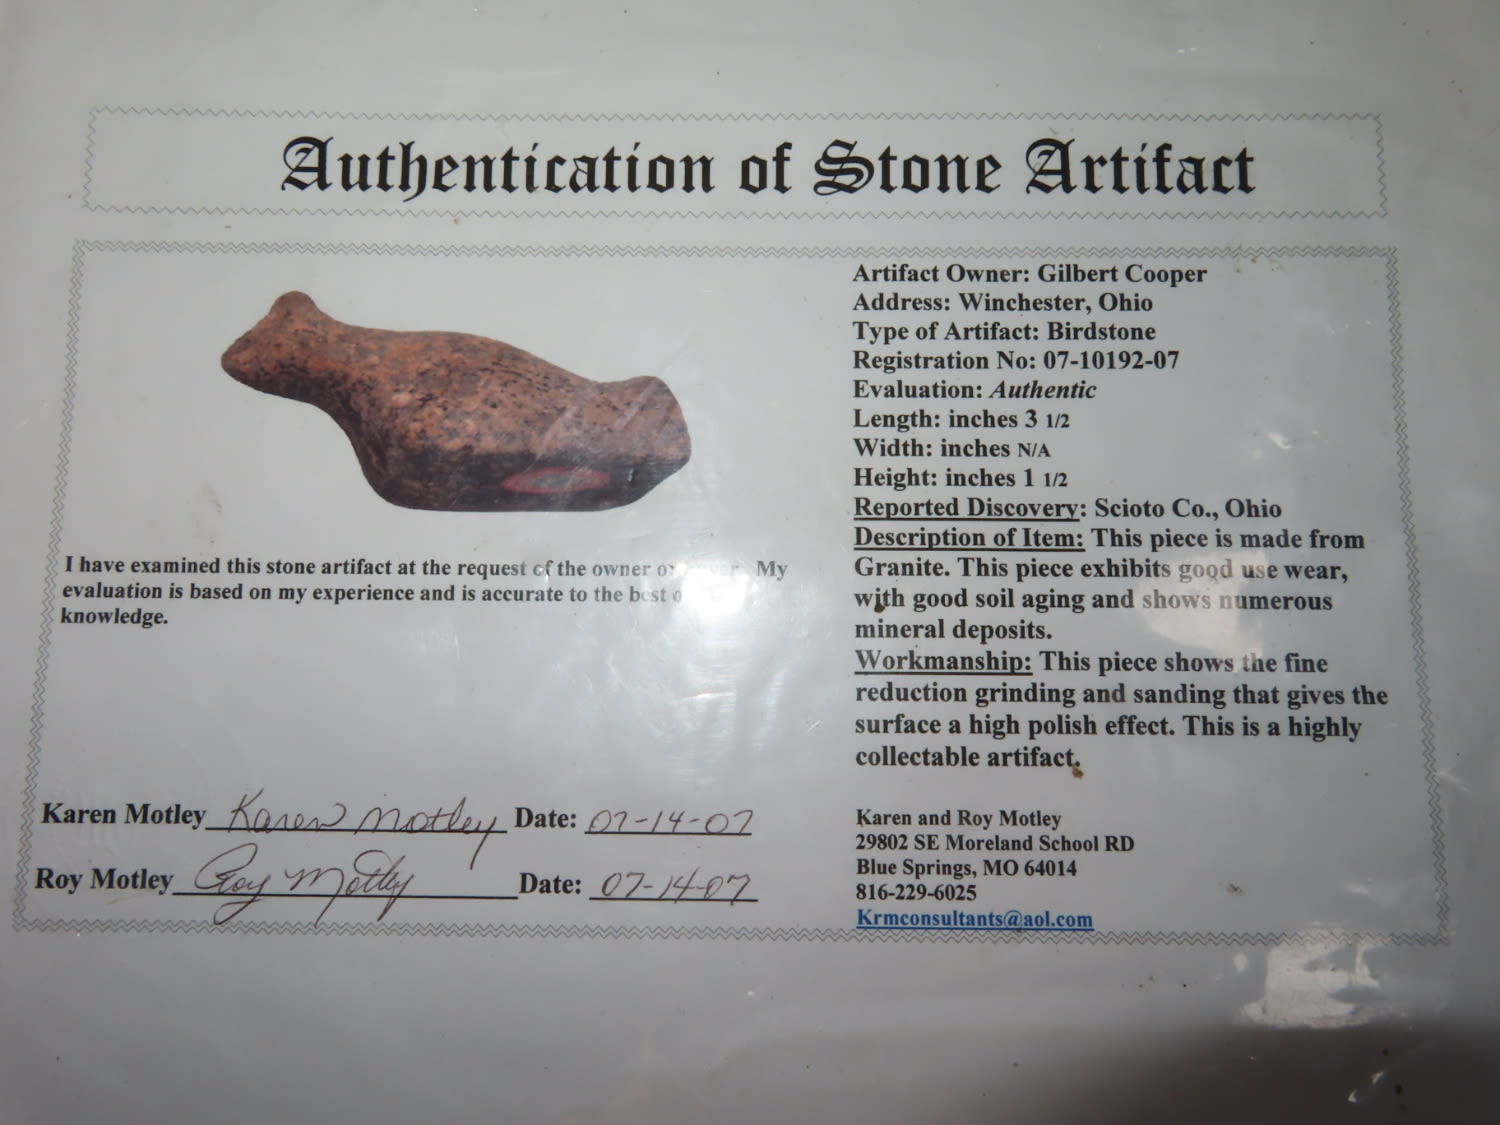 Authentication of Stone Artifact
I have examined this stone artifact at the request of the owner My
evaluation is based on my experience and is accurate to the best
knowledge.
Karen Motley Karen Motley Date: 07-14-07
Roy Motley Roy Motley Date: 07-14-07
Artifact Owner: Gilbert Cooper
Address: Winchester, Ohio
Type of Artifact: Birdstone
Registration No: 07-10192-07
Evaluation: Authentic
Length: inches 3 1/2
Width: inches N/A
Height: inches 1 1/2
Reported Discovery: Scioto Co., Ohio
Description of Item: This piece is made from
Granite. This piece exhibits good use wear,
with good soil aging and shows numerous
mineral deposits.
Workmanship: This piece shows the fine
reduction grinding and sanding that gives the
surface a high polish effect. This is a highly
collectable artifact.
Karen and Roy Motley
29802 SE Moreland School RD
Blue Springs, MO 64014
816-229-6025
Krmconsultants@aol.com